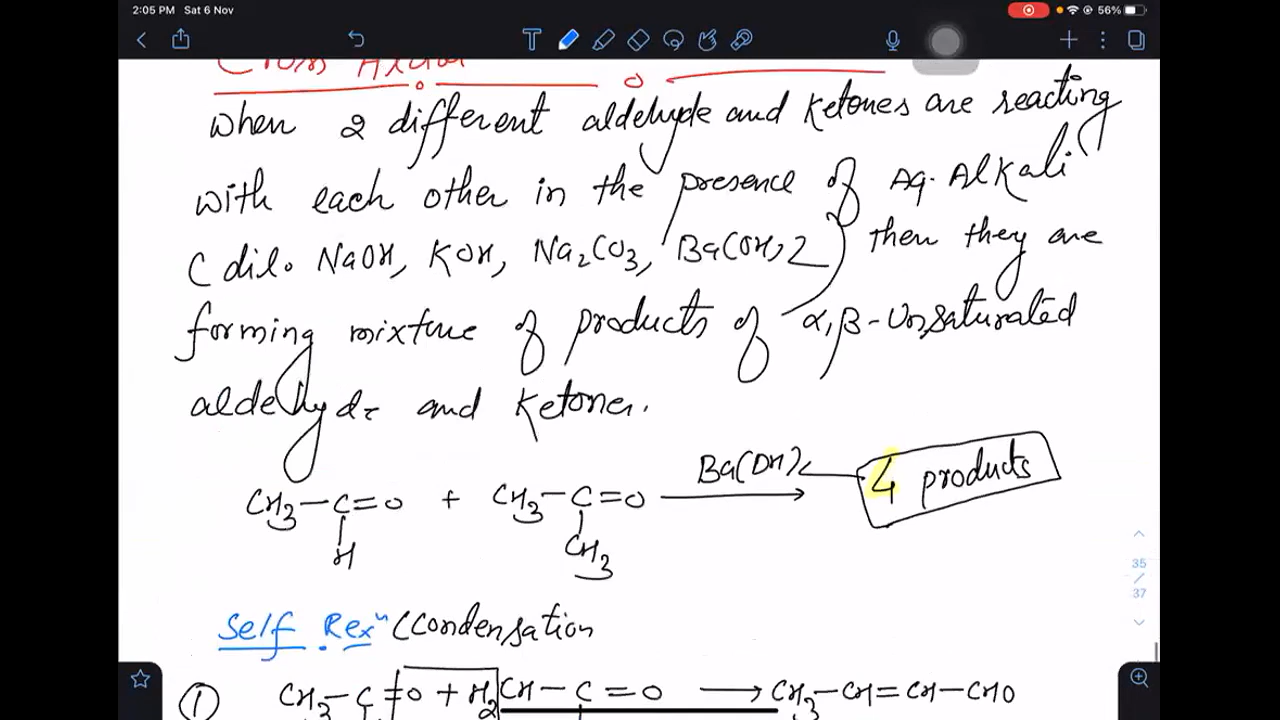 2:05 PM Sat 6 Nov
56%
Cross Aldol
When 2 different aldehyde and Ketones are reacting
with each other in the presence of Aq. Alkali
(dil. NaOH, KOH, Na2CO3, Ba(OH)2) then they are
forming mixture of products of α,β-Unsaturated
aldehyde and Ketones.
CH3-C=O + CH3-C=O Ba(OH)2 → 4 products
H CH3
35
/
37
Self Rexn (Condensation
① CH3-C=O + H2CH-C=O → CH3-CH=CH-CHO